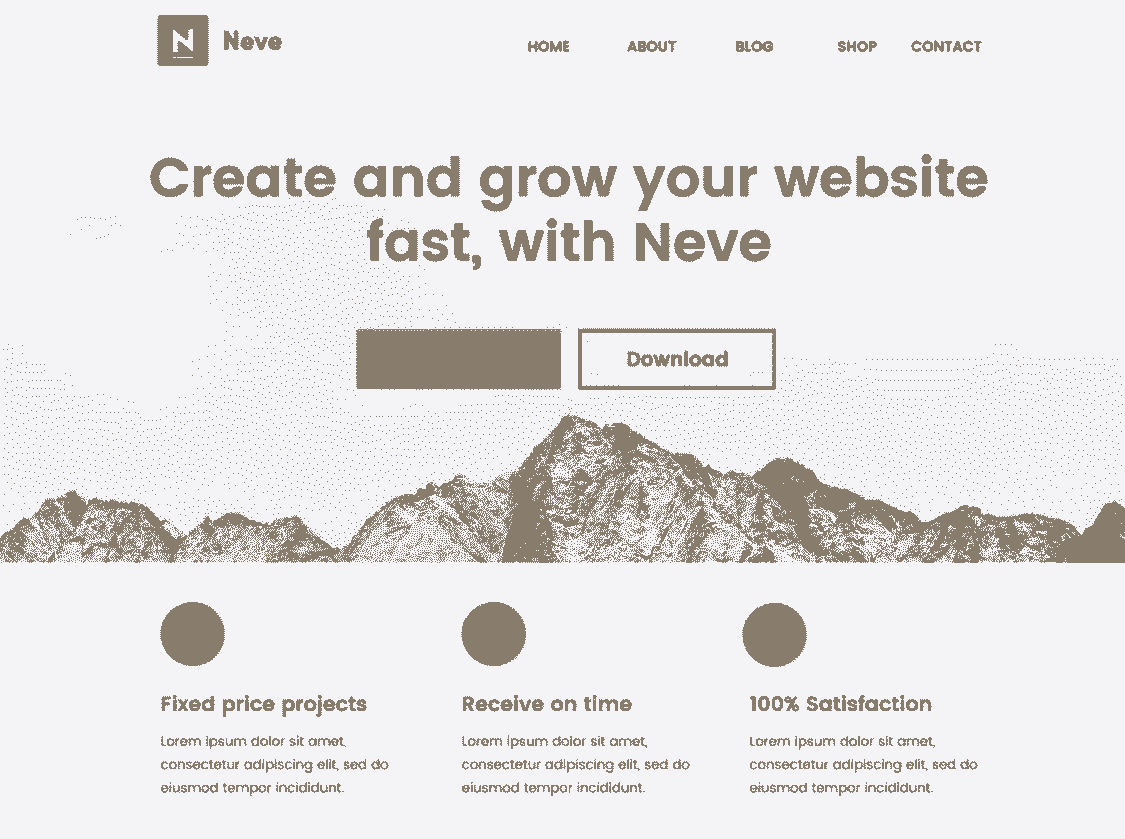 N Neve
HOME ABOUT BLOG SHOP CONTACT
Create and grow your website
fast, with Neve
Download
Fixed price projects
Lorem ipsum dolor sit amet,
consectetur adipiscing elit, sed do
eiusmod tempor incididunt.
Receive on time
Lorem ipsum dolor sit amet,
consectetur adipiscing elit, sed do
eiusmod tempor incididunt.
100% Satisfaction
Lorem ipsum dolor sit amet,
consectetur adipiscing elit, sed do
eiusmod tempor incididunt.